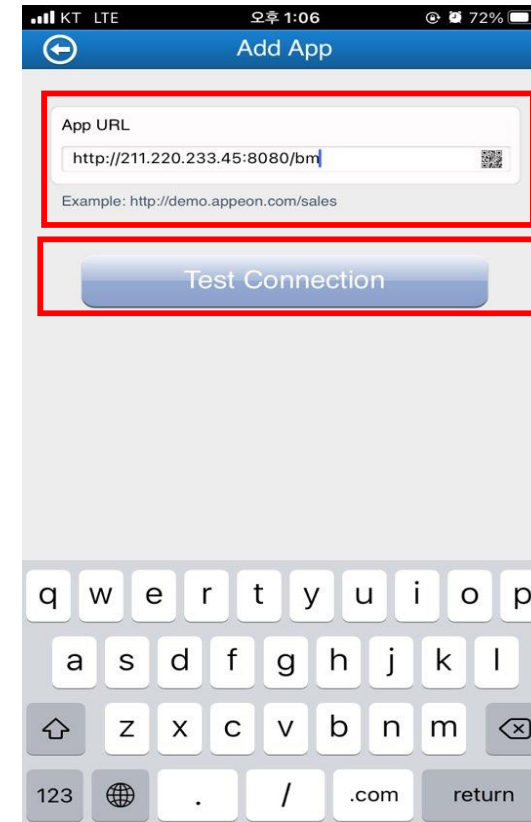 KT LTE 오후 1:06 72%
Add App
App URL
http://211.220.233.45:8080/bm
Example: http://demo.appeon.com/sales
Test Connection
q w e r t y u i o p
a s d f g h j k l
z x c v b n m
123 . / .com return